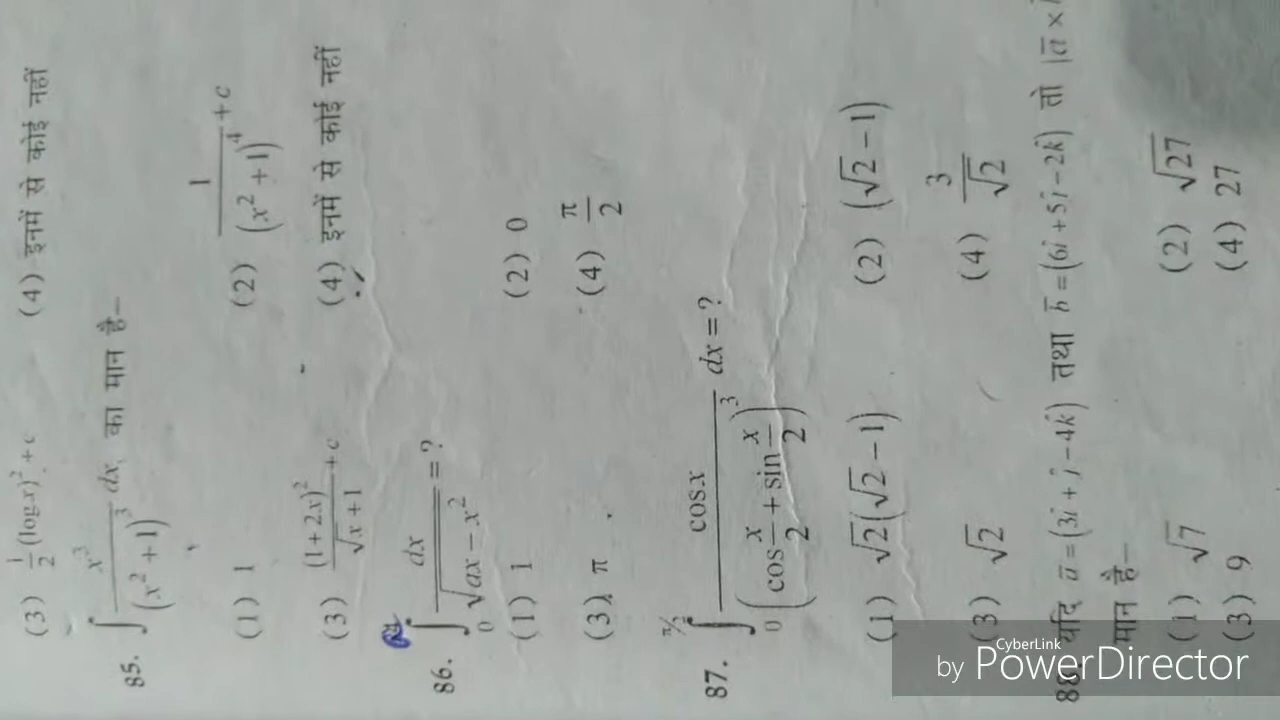 (3) 1/2 (log x)² + c (4) इनमें से कोई नहीं
85. ∫ x³/(x² + 1)³ dx का मान है–
(1) 1 (2) 1/(x² + 1)⁴ + c
(3) (1 + 2x)²/√x + 1 + c (4) इनमें से कोई नहीं
86. ∫₀ dx/√ax − x² = ?
(1) 1 (2) 0
(3) π (4) π/2
87. ∫₀^π/2 cosx/(cos x/2 + sin x/2)³ dx = ?
(1) √2(√2 − 1) (2) (√2 − 1)
(3) √2 (4) 3/√2
88. यदि a̅ = (3i + j − 4k̂) तथा b̅ = (6i + 5j − 2k̂) तो |a̅ ×
मान है–
(1) √7 (2) √27
(3) 9 (4) 27
CyberLink
by PowerDirector